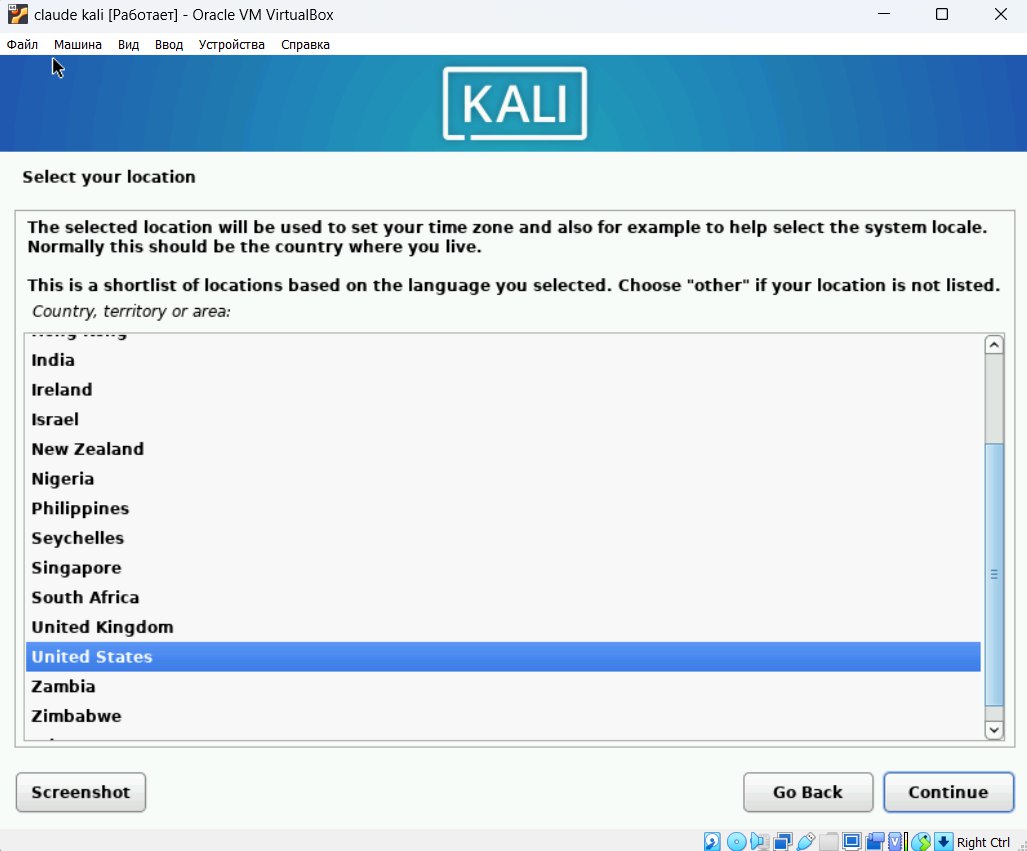 claude kali [Работает] - Oracle VM VirtualBox
Файл Машина Вид Ввод Устройства Справка
KALI
Select your location
The selected location will be used to set your time zone and also for example to help select the system locale.
Normally this should be the country where you live.
This is a shortlist of locations based on the language you selected. Choose "other" if your location is not listed.
Country, territory or area:
India
Ireland
Israel
New Zealand
Nigeria
Philippines
Seychelles
Singapore
South Africa
United Kingdom
United States
Zambia
Zimbabwe
Screenshot Go Back Continue
Right Ctrl